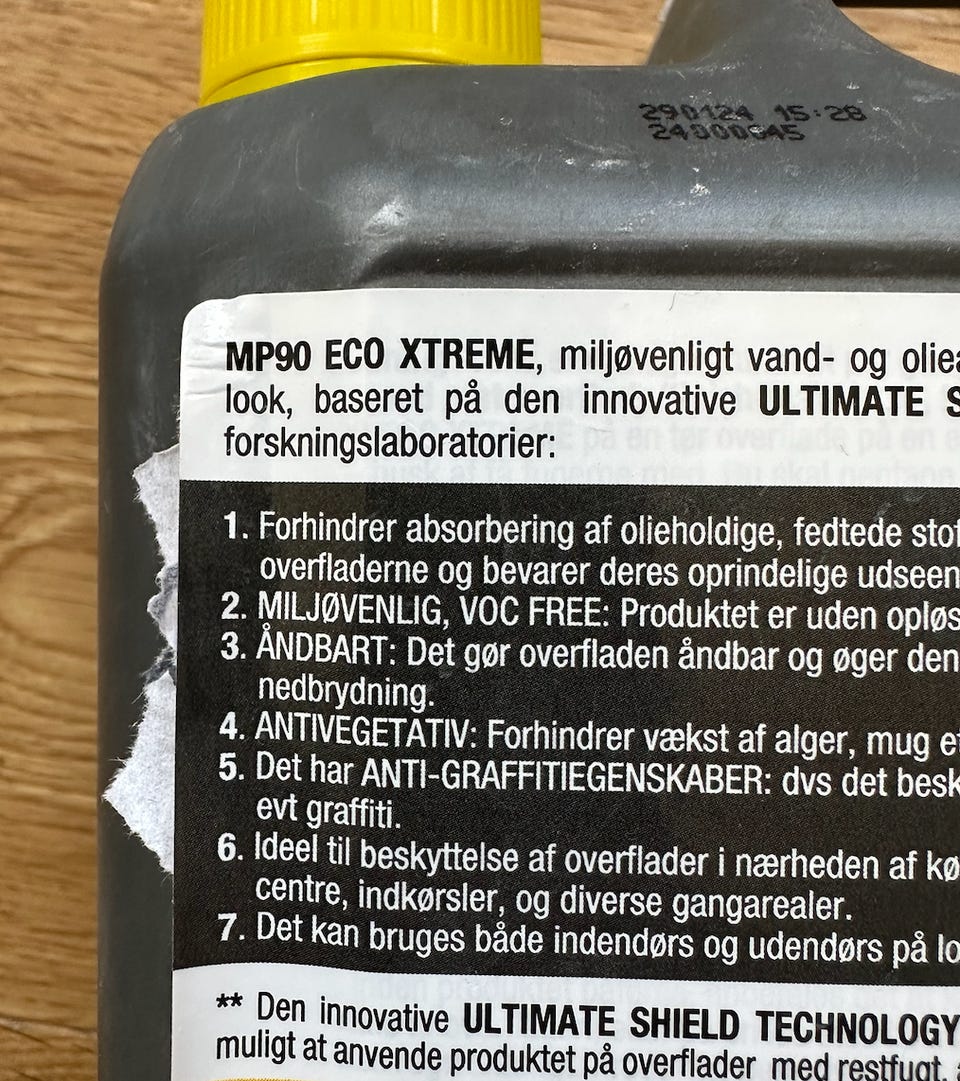 290124 15:28
MP90 ECO XTREME, miljøvenligt vand- og oliea
look, baseret på den innovative ULTIMATE S
forskningslaboratorier:
1. Forhindrer absorbering af olieholdige, fedtede stof
overfladerne og bevarer deres oprindelige udseen
2. MILJØVENLIG, VOC FREE: Produktet er uden opløs
3. ÅNDBART: Det gør overfladen åndbar og øger den
nedbrydning.
4. ANTIVEGETATIV: Forhindrer vækst af alger, mug et
5. Det har ANTI-GRAFFITIEGENSKABER: dvs det besk
evt graffiti.
6. Ideel til beskyttelse af overflader i nærheden af kø
centre, indkørsler, og diverse gangarealer.
7. Det kan bruges både indendørs og udendørs på lo
** Den innovative ULTIMATE SHIELD TECHNOLOGY
muligt at anvende produktet på overflader med restfugt,